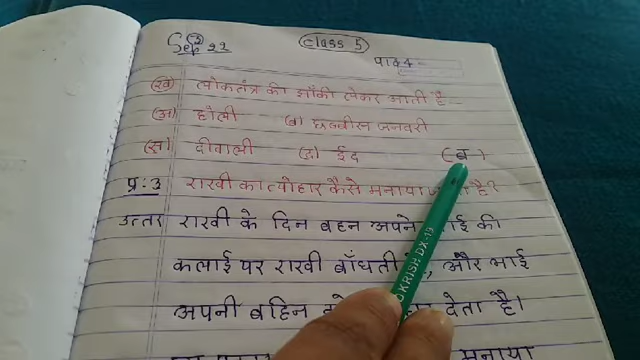 Sep 22 Class 5
पाठ 4
(ख) लोकतंत्र की झाँकी लेकर आती है
(अ) होली (ब) छब्बीस जनवरी
(स) दीवाली (द) ईद (ब)
प्र:3 राखी का त्योहार कैसे मनाया है?
उत्तर राखी के दिन बहन अपने की
कलाई पर राखी बाँधती और भाई
अपनी बहिन देता है।
मनाया